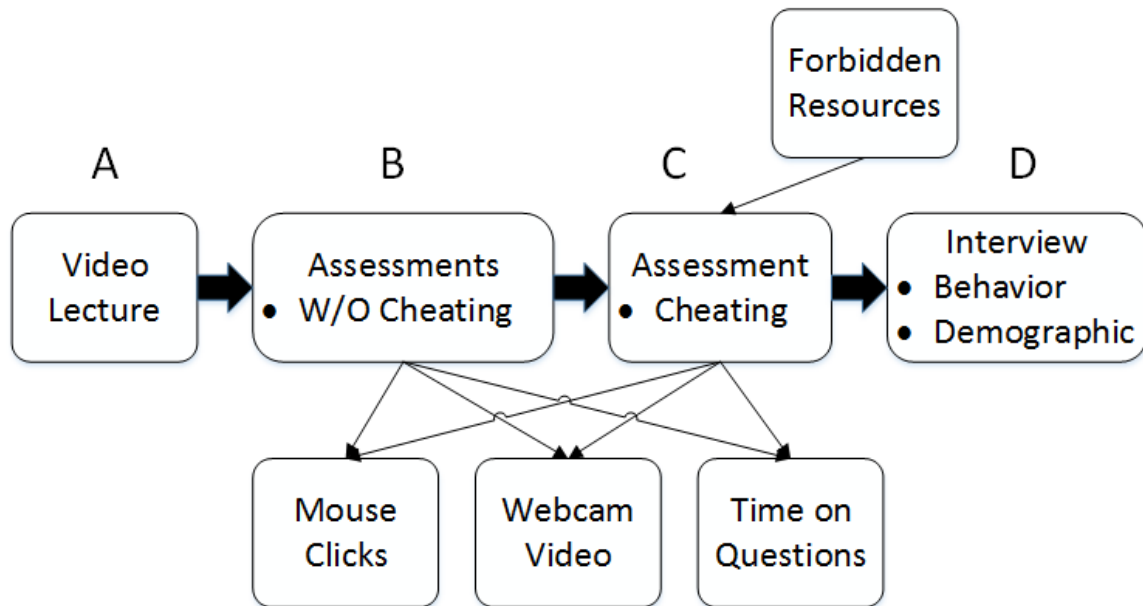 Forbidden
Resources
A
B
C
D
Video
Lecture
Assessments
• W/O Cheating
Assessment
• Cheating
Interview
• Behavior
• Demographic
Mouse
Clicks
Webcam
Video
Time on
Questions